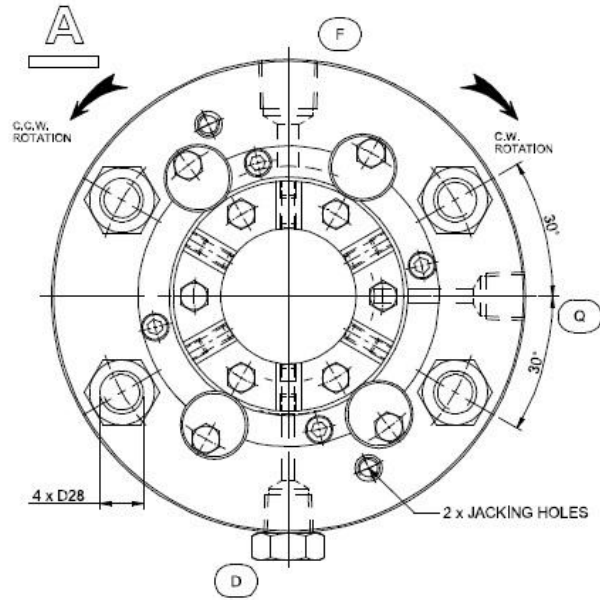 A
F
C.C.W.
ROTATION
C.W.
ROTATION
30°
Q
30°
4 x D28
2 x JACKING HOLES
D